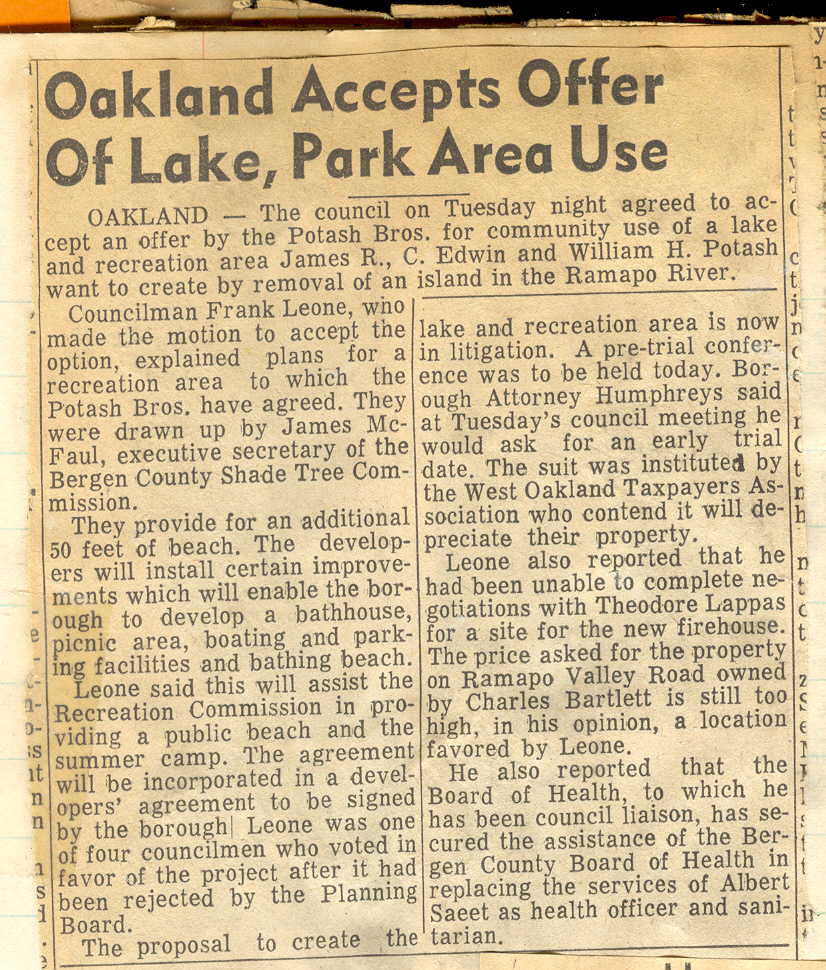 Oakland Accepts Offer
Of Lake, Park Area Use
OAKLAND — The council on Tuesday night agreed to ac-
cept an offer by the Potash Bros. for community use of a lake
and recreation area James R., C. Edwin and William H. Potash
want to create by removal of an island in the Ramapo River.
Councilman Frank Leone, who
made the motion to accept the
option, explained plans for a
recreation area to which the
Potash Bros. have agreed. They
were drawn up by James Mc-
Faul, executive secretary of the
Bergen County Shade Tree Com-
mission.
They provide for an additional
50 feet of beach. The develop-
ers will install certain improve-
ments which will enable the bor-
ough to develop a bathhouse,
picnic area, boating and park-
ing facilities and bathing beach.
Leone said this will assist the
Recreation Commission in pro-
viding a public beach and the
summer camp. The agreement
will be incorporated in a devel-
opers' agreement to be signed
by the borough| Leone was one
of four councilmen who voted in
favor of the project after it had
been rejected by the Planning
Board.
The proposal to create the
lake and recreation area is now
in litigation. A pre-trial confer-
ence was to be held today. Bor-
ough Attorney Humphreys said
at Tuesday's council meeting he
would ask for an early trial
date. The suit was instituted by
the West Oakland Taxpayers As-
sociation who contend it will de-
preciate their property.
Leone also reported that he
had been unable to complete ne-
gotiations with Theodore Lappas
for a site for the new firehouse.
The price asked for the property
on Ramapo Valley Road owned
by Charles Bartlett is still too
high, in his opinion, a location
favored by Leone.
He also reported that the
Board of Health, to which he
has been council liaison, has se-
cured the assistance of the Ber-
gen County Board of Health in
replacing the services of Albert
Saeet as health officer and sani-
tarian.